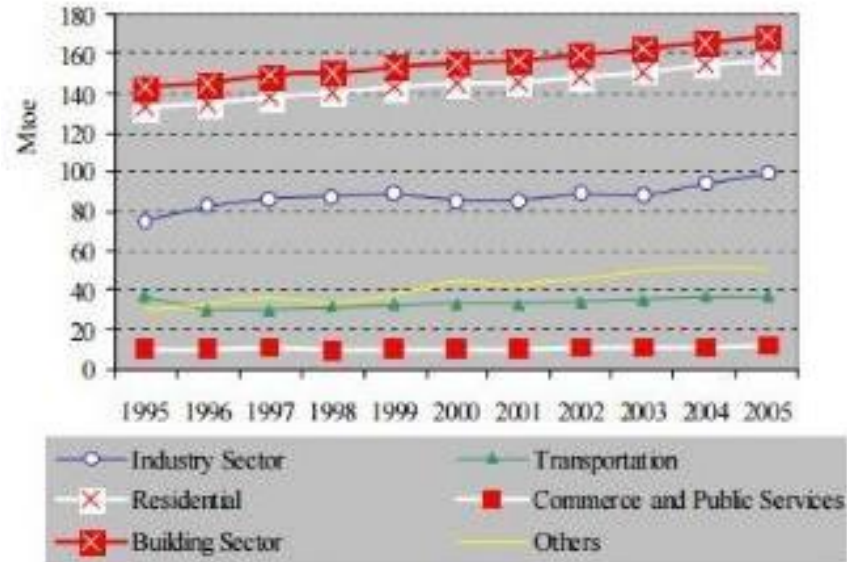 180
160
140
120
100
80
60
40
20
0
Mtoe
1995 1996 1997 1998 1999 2000 2001 2002 2003 2004 2005
Industry Sector Transportation
Residential Commerce and Public Services
Building Sector Others